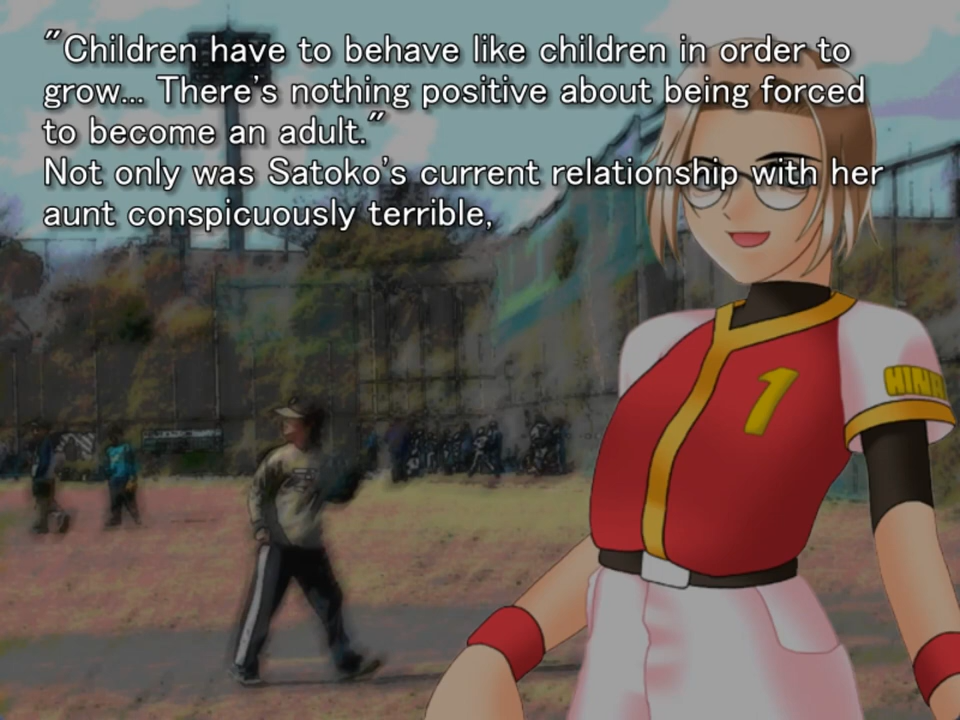 "Children have to behave like children in order to
grow... There's nothing positive about being forced
to become an adult."
Not only was Satoko's current relationship with her
aunt conspicuously terrible,
1